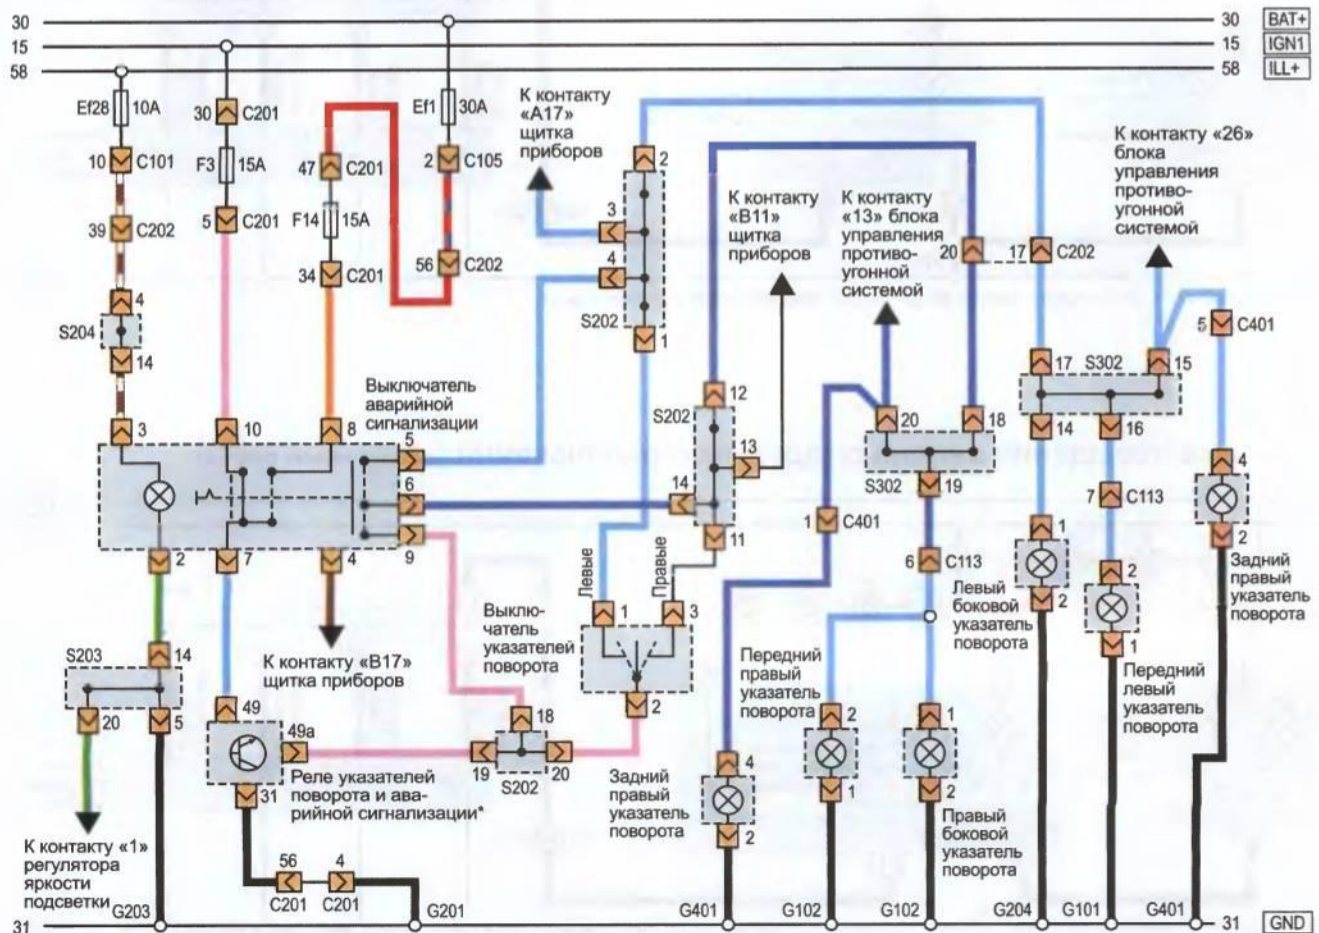 30
30 BAT+
15
15 IGN1
58
58 ILL+
Ef28 10A
30 C201
Ef1 30A
К контакту
«A17»
щитка
приборов
2
К контакту «26»
блока
управления
противо-
угонной
системой
10 C101
F3 15A
47 C201
2 C105
К контакту
«B11»
щитка
приборов
К контакту
«13» блока
управления
противо-
угонной
системой
39 C202
5 C201
F14 15A
3
20
17 C202
34 C201
56 C202
4
4
S204
14
S202
1
5 C401
Выключатель
аварийной
сигнализации
12
S202
13
14
11
20
18
S302
19
17
S302
15
14
16
3
10
8
5
6
9
2
7
4
1 C401
6 C113
7 C113
4
2
Задний
правый
указатель
поворота
1
2
Левый
боковой
указатель
поворота
2
1
Передний
левый
указатель
поворота
Левые
Правые
1
3
2
Выклю-
чатель
указателей
поворота
К контакту «B17»
щитка приборов
S203
14
20
5
49
49a
31
Реле указателей
поворота и ава-
рийной сигнализации*
18
19
20
S202
Передний
правый
указатель
поворота
2
1
1
2
Правый
боковой
указатель
поворота
Задний
правый
указатель
поворота
4
2
К контакту «1»
регулятора
яркости
подсветки
56
C201
4
C201
31
G203
G201
G401
G102
G102
G204
G101
G401
31 GND